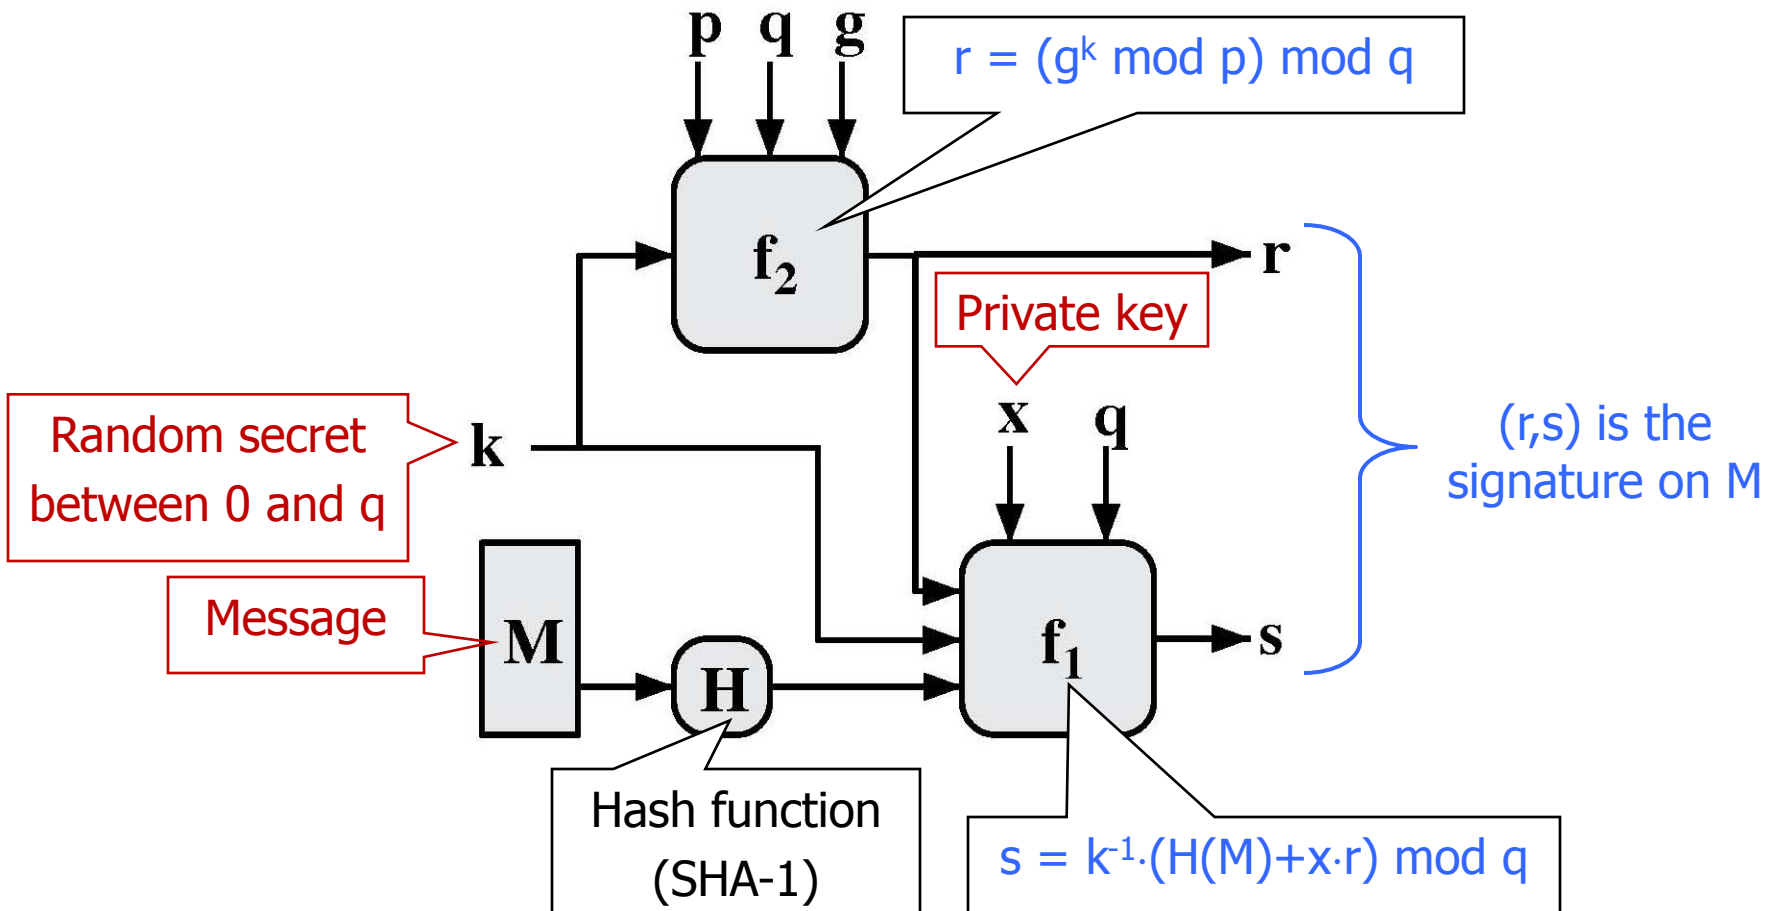 p q g
r = (gᵏ mod p) mod q
f₂
r
Private key
Random secret
between 0 and q
k
x q
(r,s) is the
signature on M
Message
M
H
f₁
s
Hash function
(SHA-1)
s = k⁻¹·(H(M)+x·r) mod q